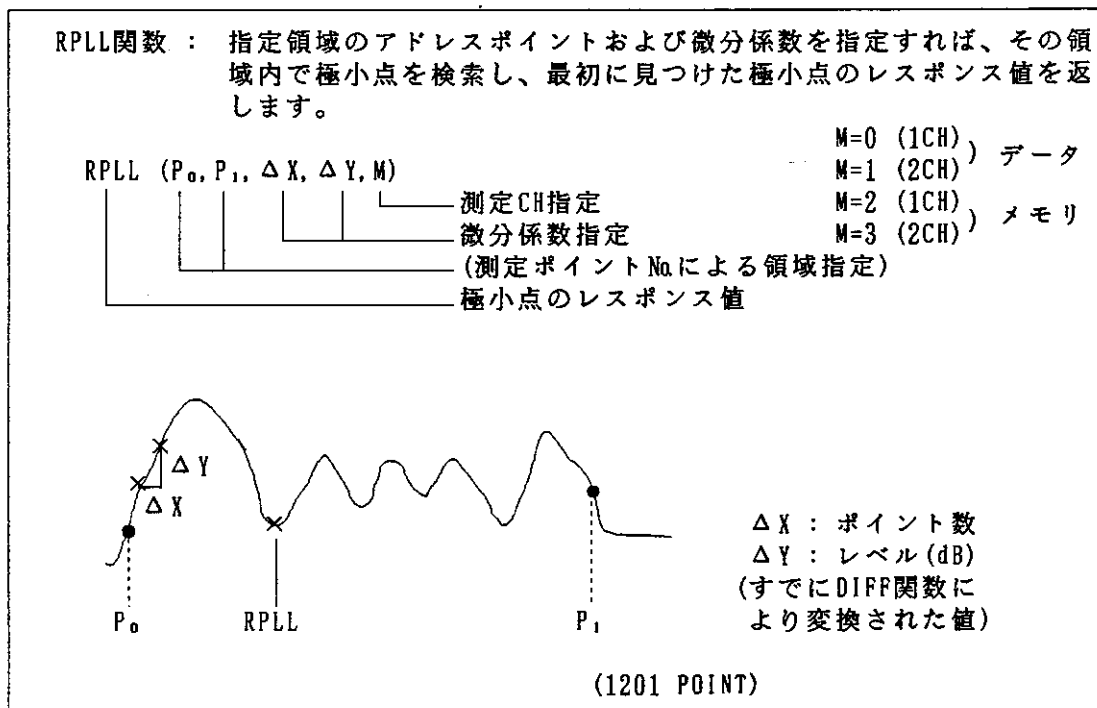 RPLL関数 : 指定領域のアドレスポイントおよび微分係数を指定すれば、その領
域内で極小点を検索し、最初に見つけた極小点のレスポンス値を返
します。
RPLL (P₀, P₁, ΔX, ΔY, M)
測定CH指定
微分係数指定
(測定ポイント№による領域指定)
極小点のレスポンス値
M=0 (1CH)
M=1 (2CH)
) データ
M=2 (1CH)
M=3 (2CH)
) メモリ
ΔY
ΔX
P₀
RPLL
P₁
ΔX : ポイント数
ΔY : レベル(dB)
(すでにDIFF関数に
より変換された値)
(1201 POINT)